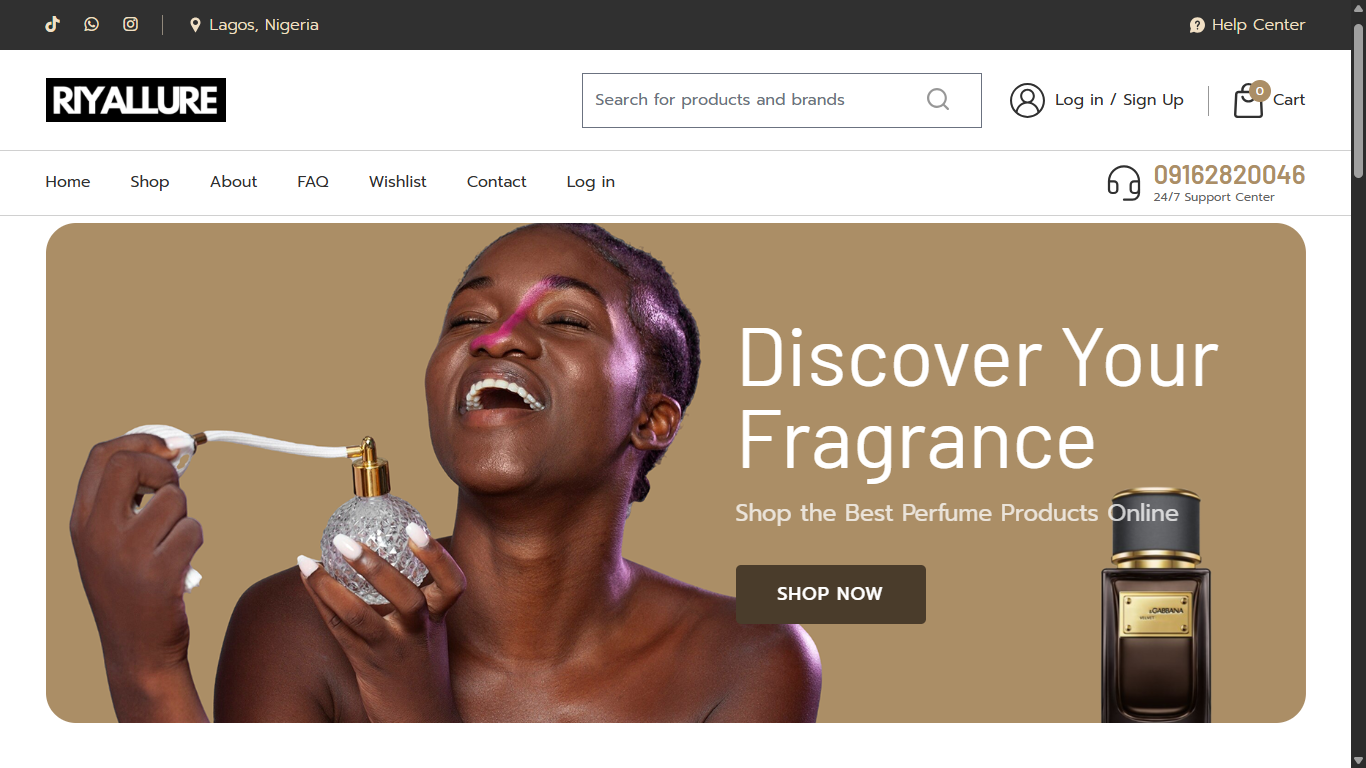 Lagos, Nigeria
Help Center
RIYALLURE
Search for products and brands
Log in / Sign Up
0
Cart
Home
Shop
About
FAQ
Wishlist
Contact
Log in
09162820046
24/7 Support Center
Discover Your
Fragrance
Shop the Best Perfume Products Online
SHOP NOW
&GABBANA
VELVET